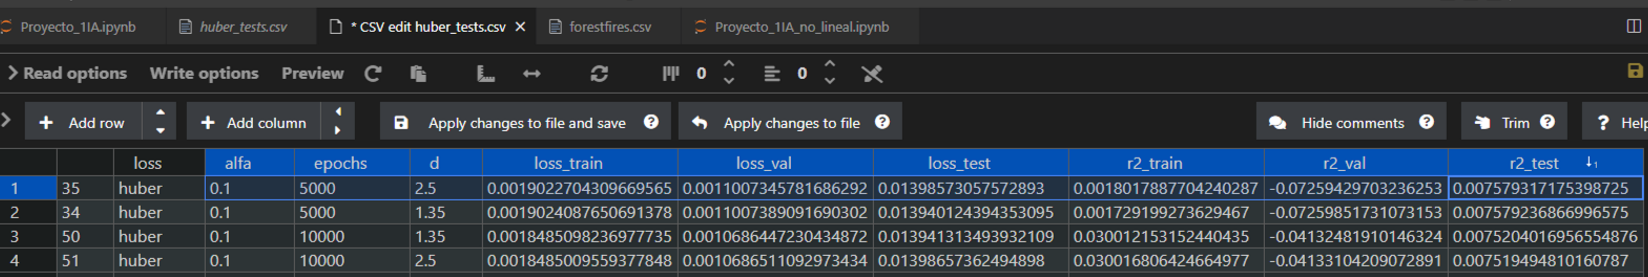 Proyecto_1IA.ipynb huber_tests.csv * CSV edit huber_tests.csv × forestfires.csv Proyecto_1IA_no_lineal.ipynb
Read options Write options Preview 0 0
+ Add row + Add column Apply changes to file and save ? Apply changes to file ? Hide comments ? Trim ? ? Help
loss alfa epochs d loss_train loss_val loss_test r2_train r2_val r2_test ↓1
1 35 huber 0.1 5000 2.5 0.0019022704309669565 0.0011007345781686292 0.01398573057572893 0.0018017887704240287 -0.07259429703236253 0.007579317175398725
2 34 huber 0.1 5000 1.35 0.0019024087650691378 0.0011007389091690302 0.013940124394353095 0.001729199273629467 -0.07259851731073153 0.007579236866996575
3 50 huber 0.1 10000 1.35 0.0018485098236977735 0.0010686447230434872 0.013941313493932109 0.030012153152440435 -0.04132481910146324 0.0075204016956554876
4 51 huber 0.1 10000 2.5 0.0018485009559377848 0.0010686511092973434 0.01398657362494898 0.030016806424664977 -0.04133104209072891 0.007519494810160787